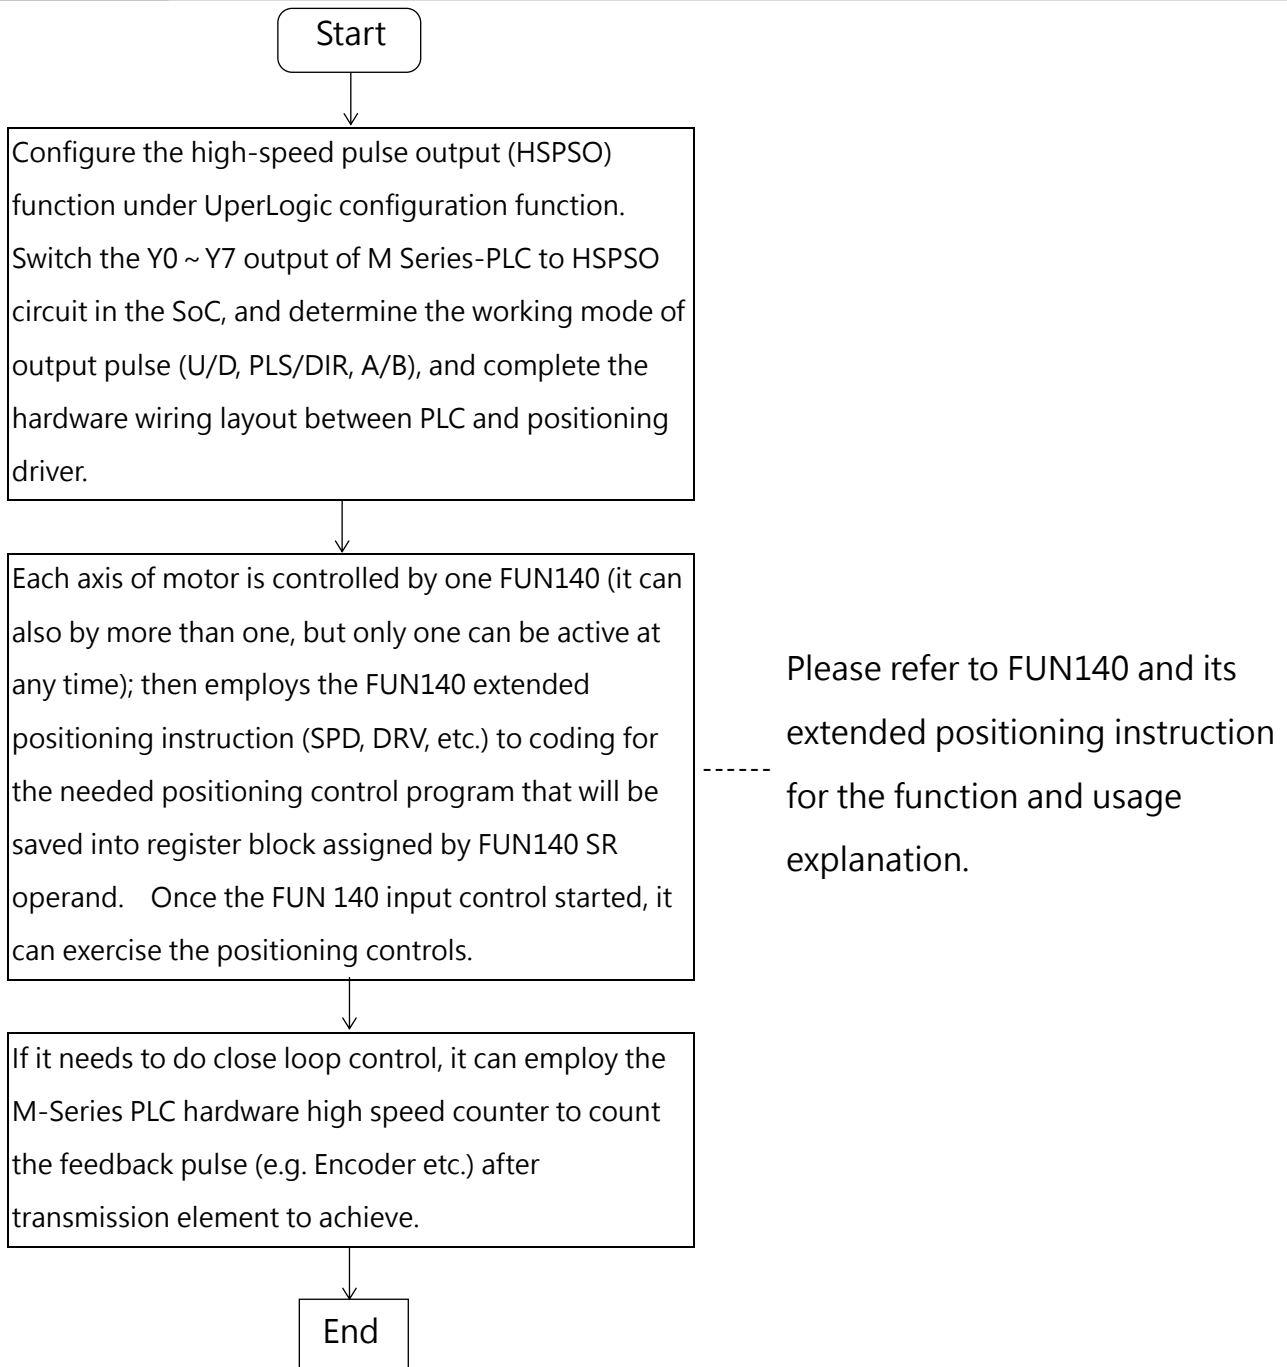 Start
Configure the high-speed pulse output (HSPSO)
function under UperLogic configuration function.
Switch the Y0 ~ Y7 output of M Series-PLC to HSPSO
circuit in the SoC, and determine the working mode of
output pulse (U/D, PLS/DIR, A/B), and complete the
hardware wiring layout between PLC and positioning
driver.
Each axis of motor is controlled by one FUN140 (it can
also by more than one, but only one can be active at
any time); then employs the FUN140 extended
positioning instruction (SPD, DRV, etc.) to coding for
the needed positioning control program that will be
saved into register block assigned by FUN140 SR
operand.    Once the FUN 140 input control started, it
can exercise the positioning controls.
Please refer to FUN140 and its
extended positioning instruction
for the function and usage
explanation.
If it needs to do close loop control, it can employ the
M-Series PLC hardware high speed counter to count
the feedback pulse (e.g. Encoder etc.) after
transmission element to achieve.
End